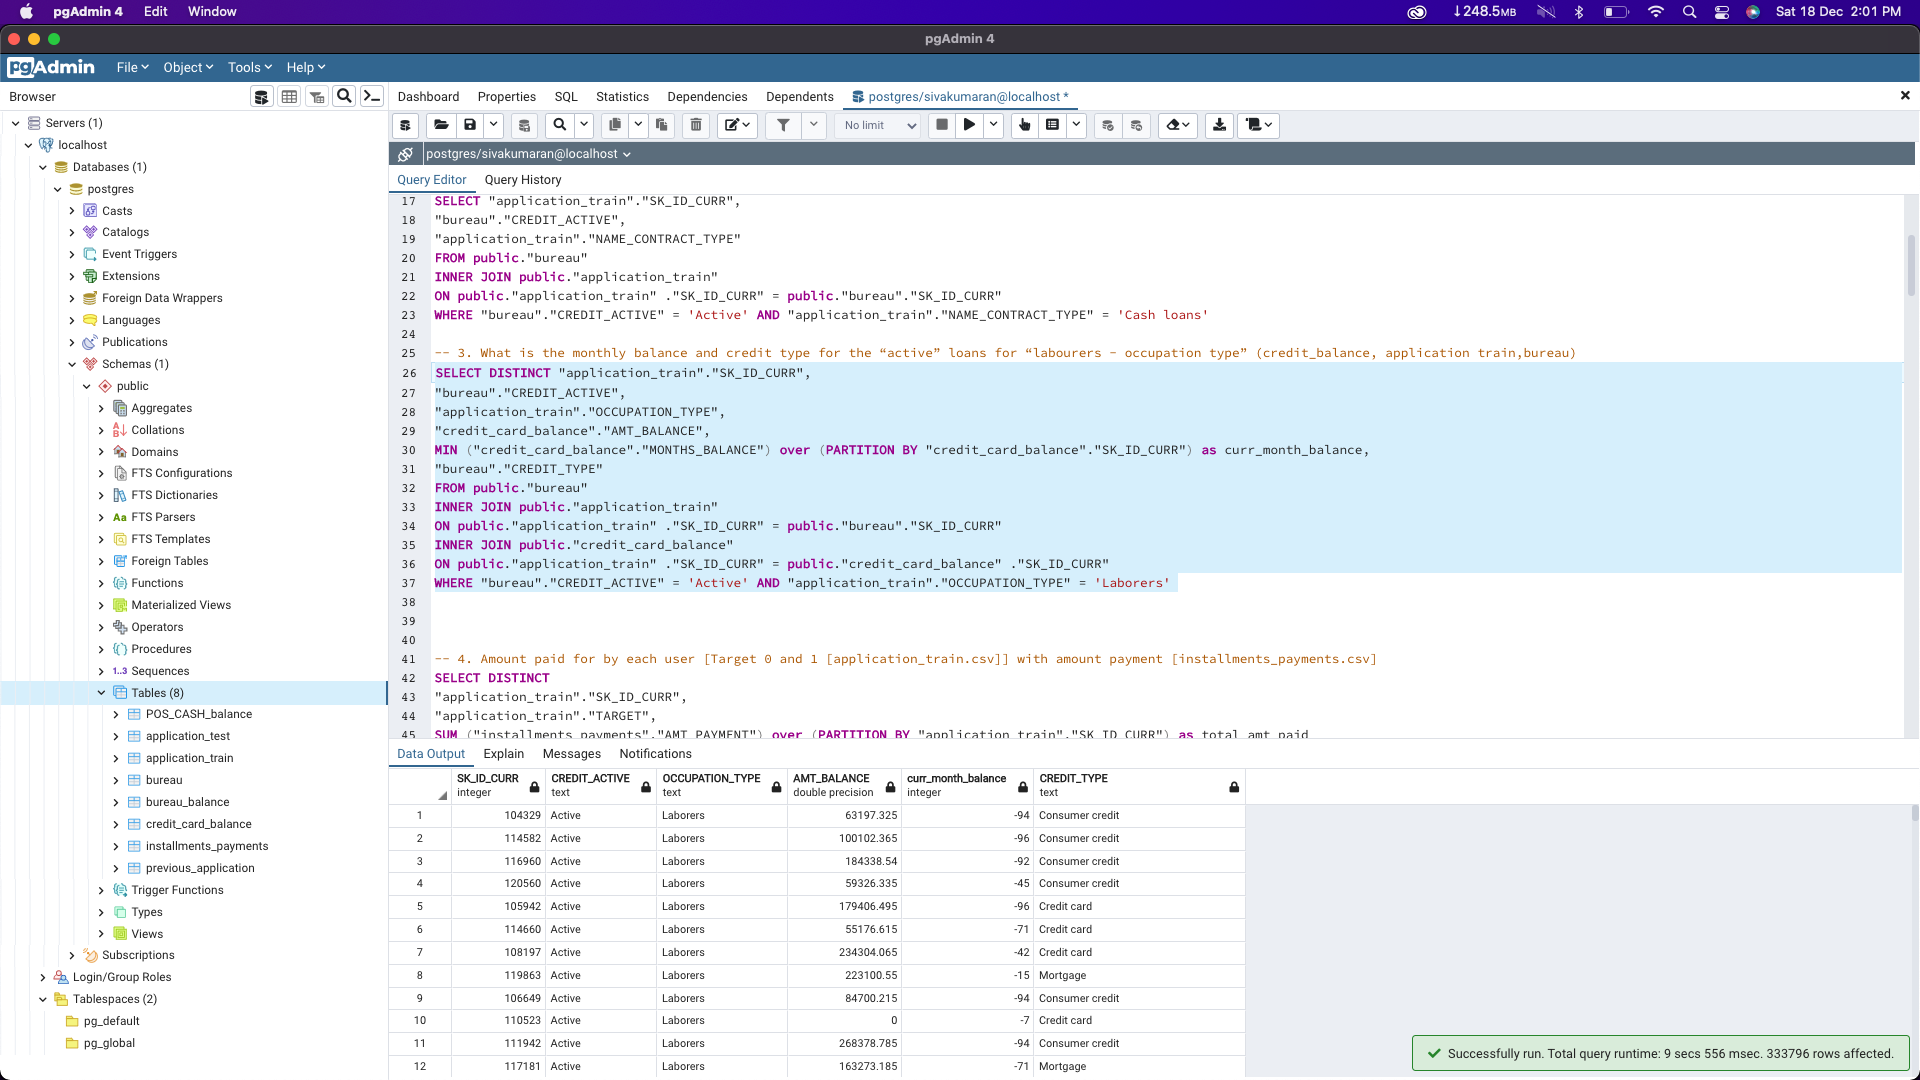 pgAdmin 4 Edit Window
↓248.5MB Sat 18 Dec 2:01 PM
pgAdmin 4
pgAdmin File Object Tools Help
Browser
Dashboard Properties SQL Statistics Dependencies Dependents postgres/sivakumaran@localhost *
No limit
postgres/sivakumaran@localhost
Query Editor Query History
Servers (1)
localhost
Databases (1)
postgres
Casts
Catalogs
Event Triggers
Extensions
Foreign Data Wrappers
Languages
Publications
Schemas (1)
public
Aggregates
Collations
Domains
FTS Configurations
FTS Dictionaries
Aa FTS Parsers
FTS Templates
Foreign Tables
Functions
Materialized Views
Operators
Procedures
1..3 Sequences
Tables (8)
POS_CASH_balance
application_test
application_train
bureau
bureau_balance
credit_card_balance
installments_payments
previous_application
Trigger Functions
Types
Views
Subscriptions
Login/Group Roles
Tablespaces (2)
pg_default
pg_global
17 SELECT "application_train"."SK_ID_CURR",
18 "bureau"."CREDIT_ACTIVE",
19 "application_train"."NAME_CONTRACT_TYPE"
20 FROM public."bureau"
21 INNER JOIN public."application_train"
22 ON public."application_train" ."SK_ID_CURR" = public."bureau"."SK_ID_CURR"
23 WHERE "bureau"."CREDIT_ACTIVE" = 'Active' AND "application_train"."NAME_CONTRACT_TYPE" = 'Cash loans'
24
25 -- 3. What is the monthly balance and credit type for the “active” loans for “labourers - occupation type” (credit_balance, application train,bureau)
26 SELECT DISTINCT "application_train"."SK_ID_CURR",
27 "bureau"."CREDIT_ACTIVE",
28 "application_train"."OCCUPATION_TYPE",
29 "credit_card_balance"."AMT_BALANCE",
30 MIN ("credit_card_balance"."MONTHS_BALANCE") over (PARTITION BY "credit_card_balance"."SK_ID_CURR") as curr_month_balance,
31 "bureau"."CREDIT_TYPE"
32 FROM public."bureau"
33 INNER JOIN public."application_train"
34 ON public."application_train" ."SK_ID_CURR" = public."bureau"."SK_ID_CURR"
35 INNER JOIN public."credit_card_balance"
36 ON public."application_train" ."SK_ID_CURR" = public."credit_card_balance" ."SK_ID_CURR"
37 WHERE "bureau"."CREDIT_ACTIVE" = 'Active' AND "application_train"."OCCUPATION_TYPE" = 'Laborers'
38
39
40
41 -- 4. Amount paid for by each user [Target 0 and 1 [application_train.csv]] with amount payment [installments_payments.csv]
42 SELECT DISTINCT
43 "application_train"."SK_ID_CURR",
44 "application_train"."TARGET",
45 SUM ("installments_payments"."AMT_PAYMENT") over (PARTITION BY "application_train"."SK_ID_CURR") as total_amt_paid
Data Output Explain Messages Notifications
SK_ID_CURR CREDIT_ACTIVE OCCUPATION_TYPE AMT_BALANCE curr_month_balance CREDIT_TYPE
integer text text double precision integer text
1 104329 Active Laborers 63197.325 -94 Consumer credit
2 114582 Active Laborers 100102.365 -96 Consumer credit
3 116960 Active Laborers 184338.54 -92 Consumer credit
4 120560 Active Laborers 59326.335 -45 Consumer credit
5 105942 Active Laborers 179406.495 -96 Credit card
6 114660 Active Laborers 55176.615 -71 Credit card
7 108197 Active Laborers 234304.065 -42 Credit card
8 119863 Active Laborers 223100.55 -15 Mortgage
9 106649 Active Laborers 84700.215 -94 Consumer credit
10 110523 Active Laborers 0 -7 Credit card
11 111942 Active Laborers 268378.785 -94 Consumer credit
12 117181 Active Laborers 163273.185 -71 Mortgage
Successfully run. Total query runtime: 9 secs 556 msec. 333796 rows affected.